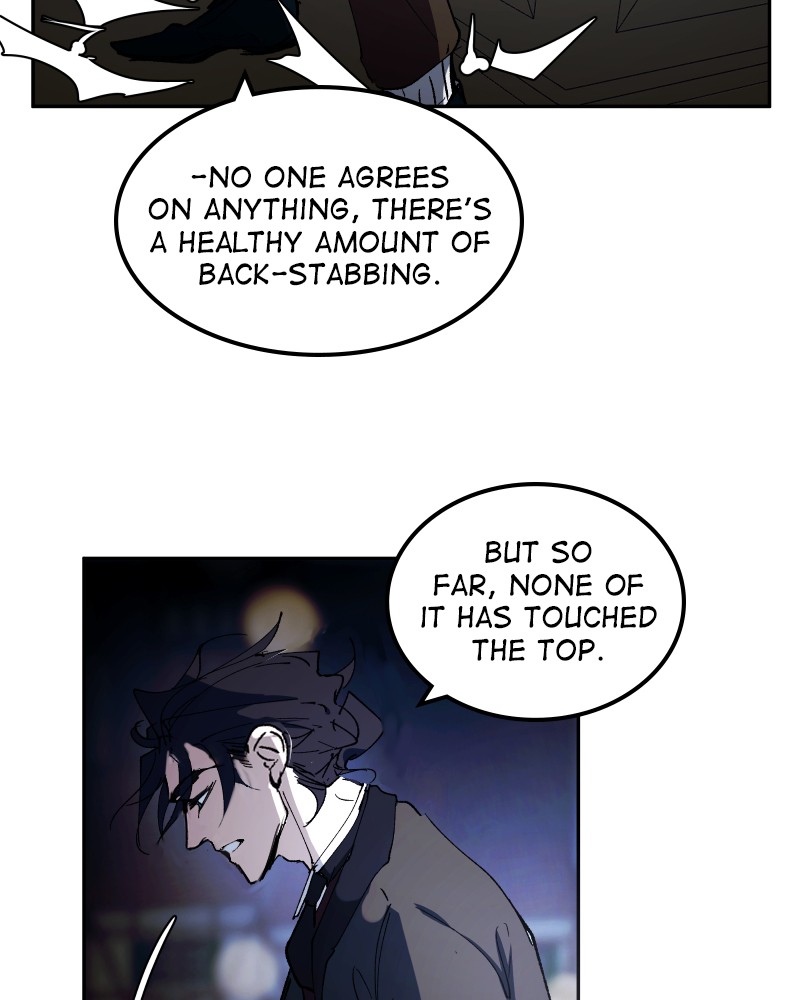 -NO ONE AGREES
ON ANYTHING, THERE'S
A HEALTHY AMOUNT OF
BACK-STABBING.
BUT SO
FAR, NONE OF
IT HAS TOUCHED
THE TOP.